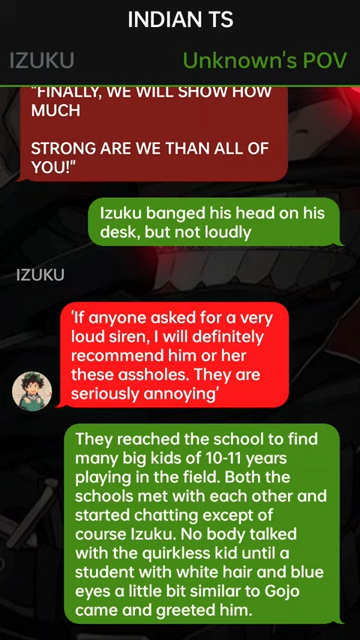 INDIAN TS
IZUKU
Unknown's POV
"FINALLY, WE WILL SHOW HOW
MUCH
STRONG ARE WE THAN ALL OF
YOU!"
Izuku banged his head on his
desk, but not loudly
IZUKU
'If anyone asked for a very
loud siren, I will definitely
recommend him or her
these assholes. They are
seriously annoying'
They reached the school to find
many big kids of 10-11 years
playing in the field. Both the
schools met with each other and
started chatting except of
course Izuku. No body talked
with the quirkless kid until a
student with white hair and blue
eyes a little bit similar to Gojo
came and greeted him.